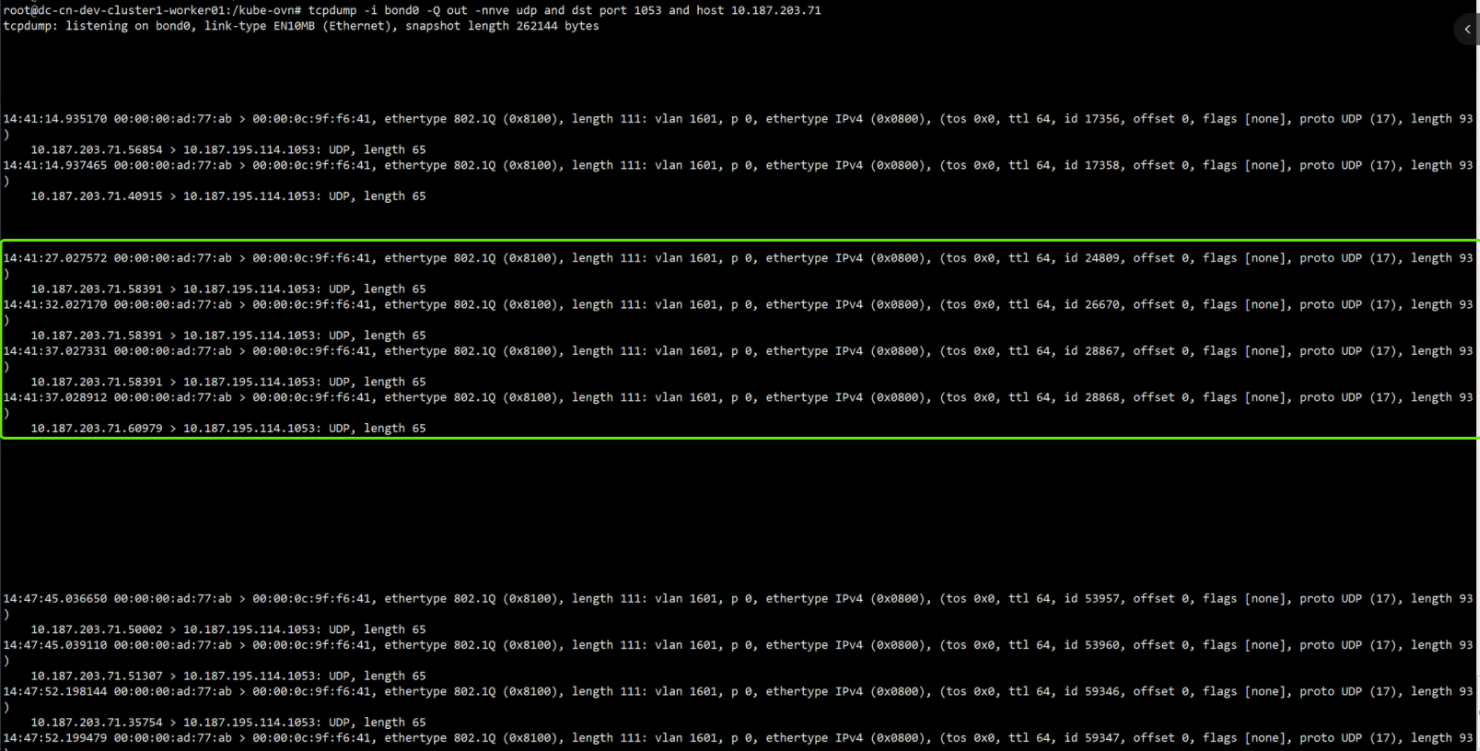 root@dc-cn-dev-cluster1-worker01:/kube-ovn# tcpdump -i bond0 -Q out -nnve udp and dst port 1053 and host 10.187.203.71
tcpdump: listening on bond0, link-type EN10MB (Ethernet), snapshot length 262144 bytes
14:41:14.935170 00:00:00:ad:77:ab > 00:00:0c:9f:f6:41, ethertype 802.1Q (0x8100), length 111: vlan 1601, p 0, ethertype IPv4 (0x0800), (tos 0x0, ttl 64, id 17356, offset 0, flags [none], proto UDP (17), length 93
)
    10.187.203.71.56854 > 10.187.195.114.1053: UDP, length 65
14:41:14.937465 00:00:00:ad:77:ab > 00:00:0c:9f:f6:41, ethertype 802.1Q (0x8100), length 111: vlan 1601, p 0, ethertype IPv4 (0x0800), (tos 0x0, ttl 64, id 17358, offset 0, flags [none], proto UDP (17), length 93
)
    10.187.203.71.40915 > 10.187.195.114.1053: UDP, length 65
14:41:27.027572 00:00:00:ad:77:ab > 00:00:0c:9f:f6:41, ethertype 802.1Q (0x8100), length 111: vlan 1601, p 0, ethertype IPv4 (0x0800), (tos 0x0, ttl 64, id 24809, offset 0, flags [none], proto UDP (17), length 93
)
    10.187.203.71.58391 > 10.187.195.114.1053: UDP, length 65
14:41:32.027170 00:00:00:ad:77:ab > 00:00:0c:9f:f6:41, ethertype 802.1Q (0x8100), length 111: vlan 1601, p 0, ethertype IPv4 (0x0800), (tos 0x0, ttl 64, id 26670, offset 0, flags [none], proto UDP (17), length 93
)
    10.187.203.71.58391 > 10.187.195.114.1053: UDP, length 65
14:41:37.027331 00:00:00:ad:77:ab > 00:00:0c:9f:f6:41, ethertype 802.1Q (0x8100), length 111: vlan 1601, p 0, ethertype IPv4 (0x0800), (tos 0x0, ttl 64, id 28867, offset 0, flags [none], proto UDP (17), length 93
)
    10.187.203.71.58391 > 10.187.195.114.1053: UDP, length 65
14:41:37.028912 00:00:00:ad:77:ab > 00:00:0c:9f:f6:41, ethertype 802.1Q (0x8100), length 111: vlan 1601, p 0, ethertype IPv4 (0x0800), (tos 0x0, ttl 64, id 28868, offset 0, flags [none], proto UDP (17), length 93
)
    10.187.203.71.60979 > 10.187.195.114.1053: UDP, length 65
14:47:45.036650 00:00:00:ad:77:ab > 00:00:0c:9f:f6:41, ethertype 802.1Q (0x8100), length 111: vlan 1601, p 0, ethertype IPv4 (0x0800), (tos 0x0, ttl 64, id 53957, offset 0, flags [none], proto UDP (17), length 93
)
    10.187.203.71.50002 > 10.187.195.114.1053: UDP, length 65
14:47:45.039110 00:00:00:ad:77:ab > 00:00:0c:9f:f6:41, ethertype 802.1Q (0x8100), length 111: vlan 1601, p 0, ethertype IPv4 (0x0800), (tos 0x0, ttl 64, id 53960, offset 0, flags [none], proto UDP (17), length 93
)
    10.187.203.71.51307 > 10.187.195.114.1053: UDP, length 65
14:47:52.198144 00:00:00:ad:77:ab > 00:00:0c:9f:f6:41, ethertype 802.1Q (0x8100), length 111: vlan 1601, p 0, ethertype IPv4 (0x0800), (tos 0x0, ttl 64, id 59346, offset 0, flags [none], proto UDP (17), length 93
)
    10.187.203.71.35754 > 10.187.195.114.1053: UDP, length 65
14:47:52.199479 00:00:00:ad:77:ab > 00:00:0c:9f:f6:41, ethertype 802.1Q (0x8100), length 111: vlan 1601, p 0, ethertype IPv4 (0x0800), (tos 0x0, ttl 64, id 59347, offset 0, flags [none], proto UDP (17), length 93
)